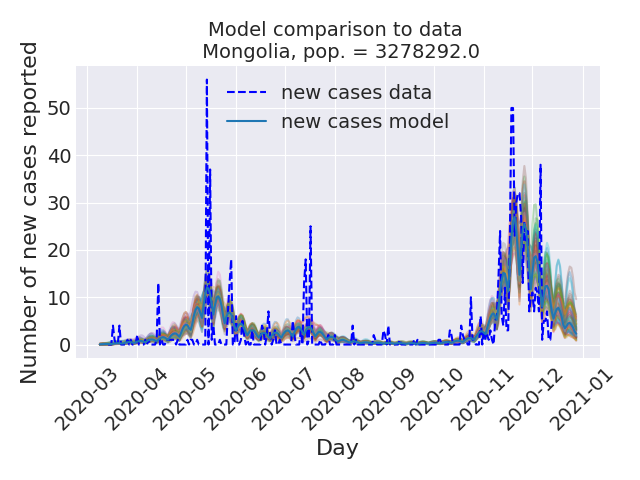 Model comparison to data
Mongolia, pop. = 3278292.0
new cases data
new cases model
Number of new cases reported
50
40
30
20
10
0
2020-03
2020-04
2020-05
2020-06
2020-07
2020-08
2020-09
2020-10
2020-11
2020-12
2021-01
Day